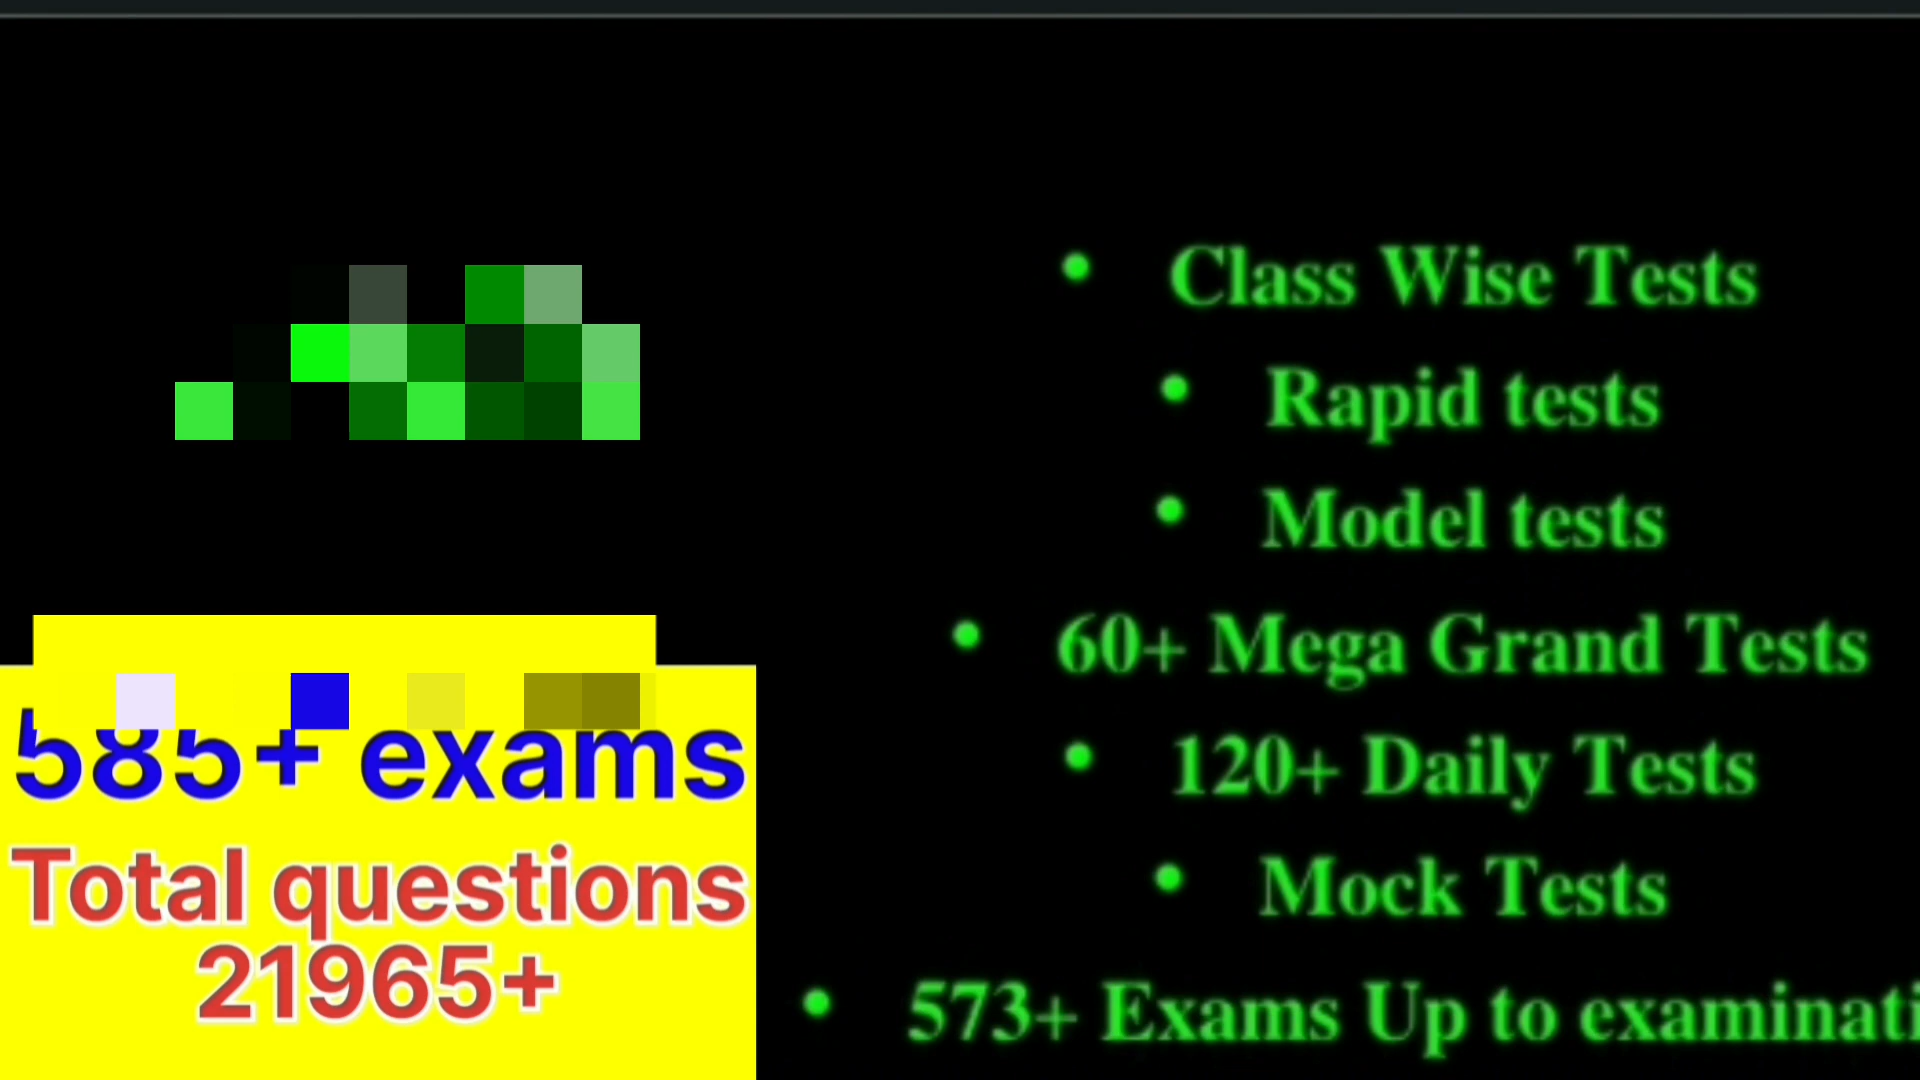 • Class Wise Tests
• Rapid tests
• Model tests
• 60+ Mega Grand Tests
• 120+ Daily Tests
• Mock Tests
• 573+ Exams Up to examinati
585+ exams
Total questions
21965+